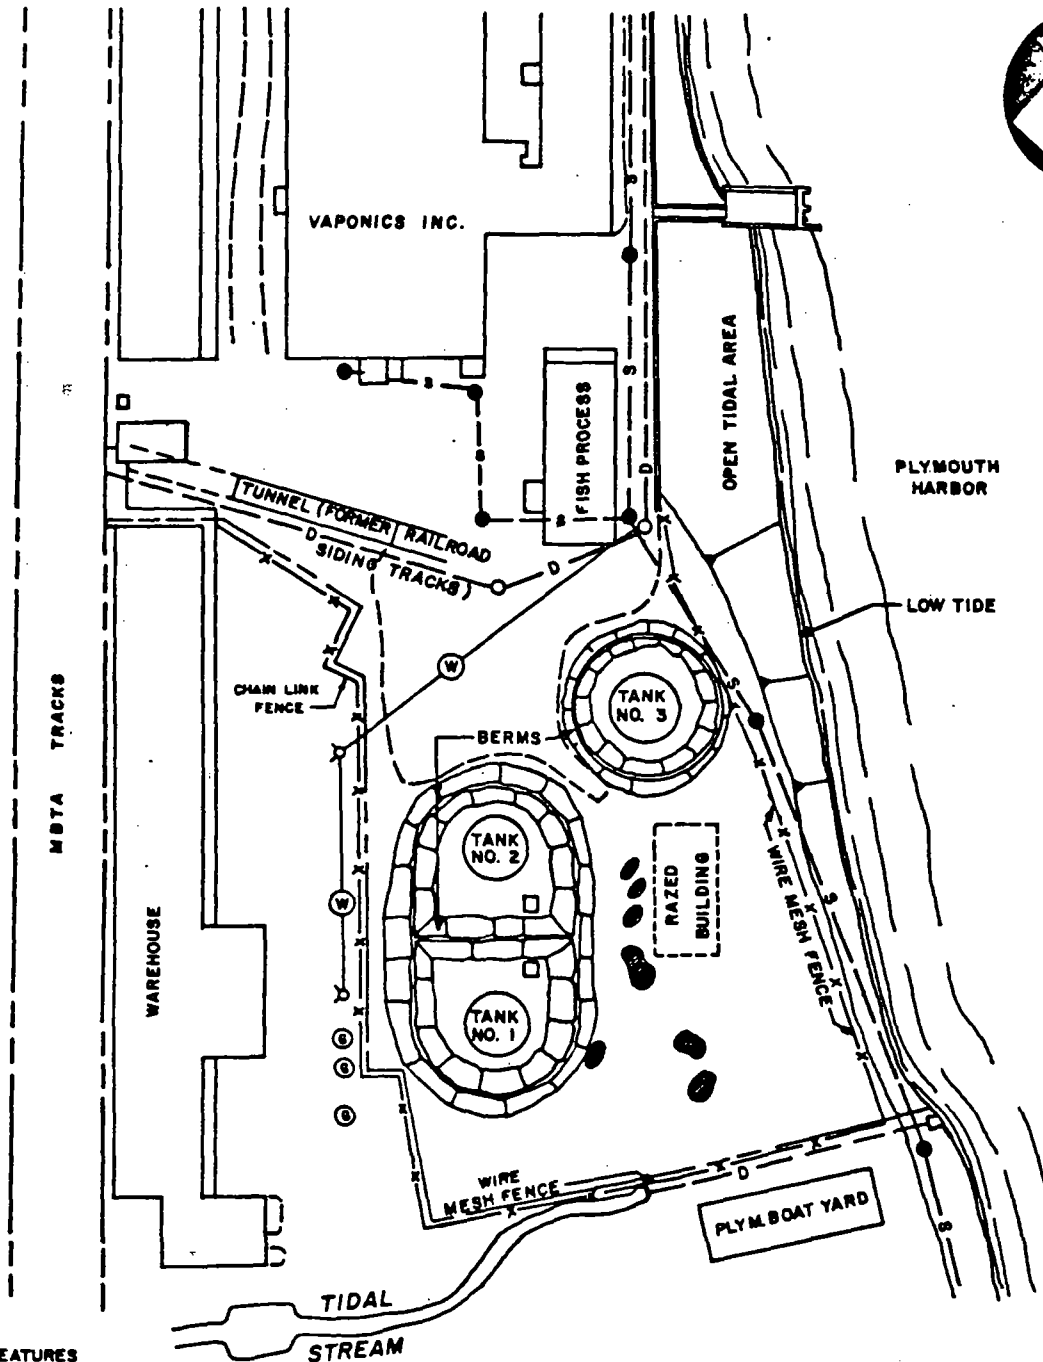 VAPONICS INC.
S
OPEN TIDAL AREA
S
S
FISH PROCESS
PLYMOUTH
HARBOR
S
D
TUNNEL (FORMER) RAILROAD
SIDING TRACKS)
D
S
D
X
X
X
LOW TIDE
W
X
X
CHAIN LINK
FENCE
S
TANK
NO. 3
X
BERMS
MBTA TRACKS
X
X
X
TANK
NO. 2
X
WIRE MESH FENCE
RAZED
BUILDING
X
S
W
X
X
WAREHOUSE
X
X
TANK
NO. 1
G
G
X
G
X
X
X
X
D
WIRE
MESH FENCE
X
PLYM. BOAT YARD
S
TIDAL
STREAM
EATURES